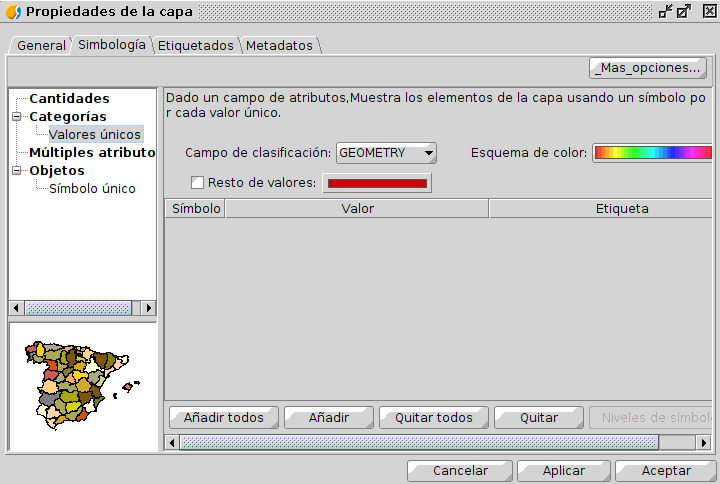 Propiedades de la capa
General Simbología Etiquetados Metadatos
_Mas_opciones...
Cantidades
Categorías
Valores únicos
Múltiples atributo
Objetos
Símbolo único
Dado un campo de atributos,Muestra los elementos de la capa usando un símbolo po
r cada valor único.
Campo de clasificación: GEOMETRY Esquema de color:
Resto de valores:
Símbolo Valor Etiqueta
Añadir todos Añadir Quitar todos Quitar Niveles de simbolo
Cancelar Aplicar Aceptar